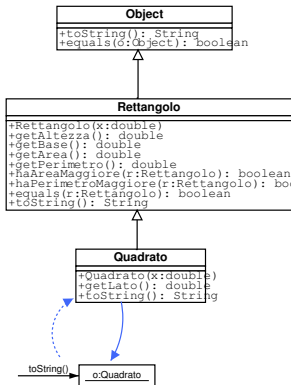 Object
+toString(): String
+equals(o:Object): boolean
Rettangolo
+Rettangolo(x:double)
+getAltezza(): double
+getBase(): double
+getArea(): double
+getPerimetro(): double
+haAreaMaggiore(r:Rettangolo): boolean
+haPerimetroMaggiore(r:Rettangolo): boo
+equals(r:Rettangolo): boolean
+toString(): String
Quadrato
+Quadrato(x:double)
+getLato(): double
+toString(): String
toString()
o:Quadrato